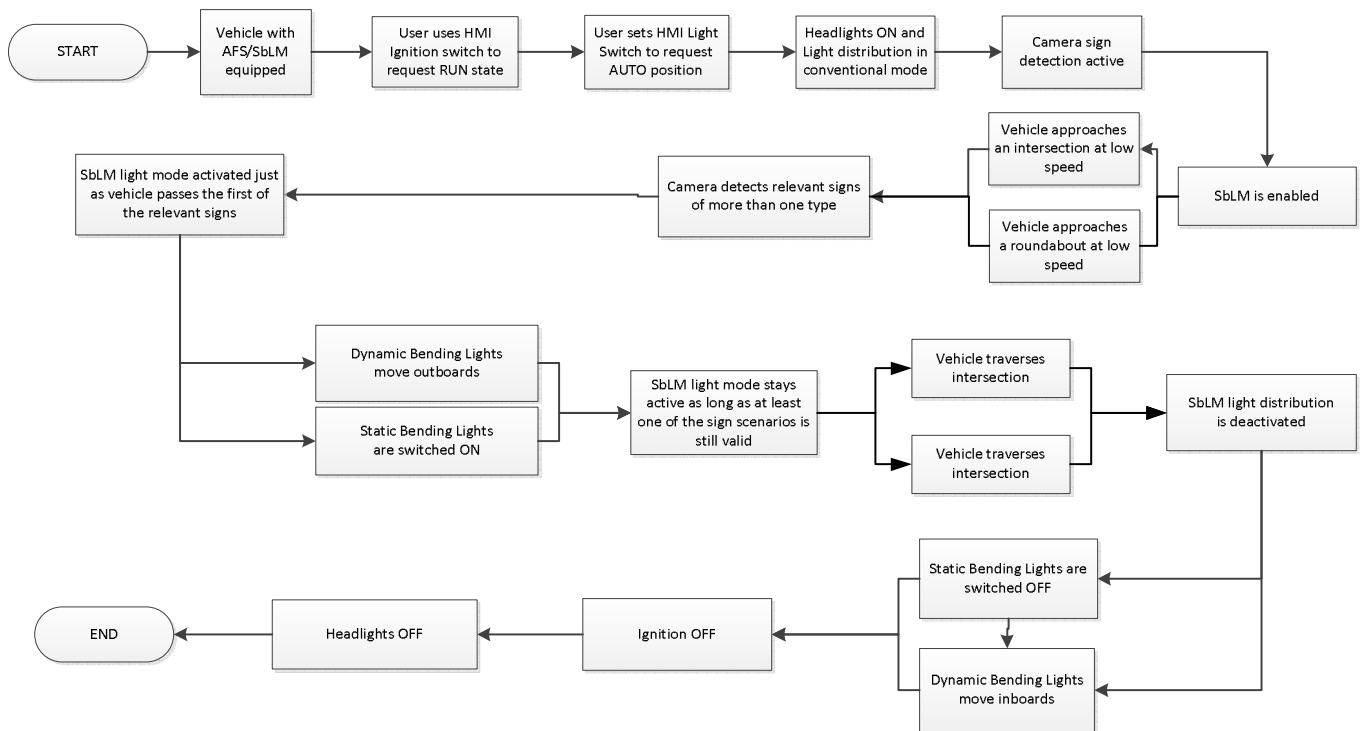 START
Vehicle with
AFS/SbLM
equipped
User uses HMI
Ignition switch to
request RUN state
User sets HMI Light
Switch to request
AUTO position
Headlights ON and
Light distribution in
conventional mode
Camera sign
detection active
SbLM is enabled
Vehicle approaches
an intersection at low
speed
Vehicle approaches
a roundabout at low
speed
Camera detects relevant signs
of more than one type
SbLM light mode activated just
as vehicle passes the first of
the relevant signs
Dynamic Bending Lights
move outboards
Static Bending Lights
are switched ON
SbLM light mode stays
active as long as at least
one of the sign scenarios is
still valid
Vehicle traverses
intersection
Vehicle traverses
intersection
SbLM light distribution
is deactivated
Static Bending Lights are
switched OFF
Dynamic Bending Lights
move inboards
Ignition OFF
Headlights OFF
END